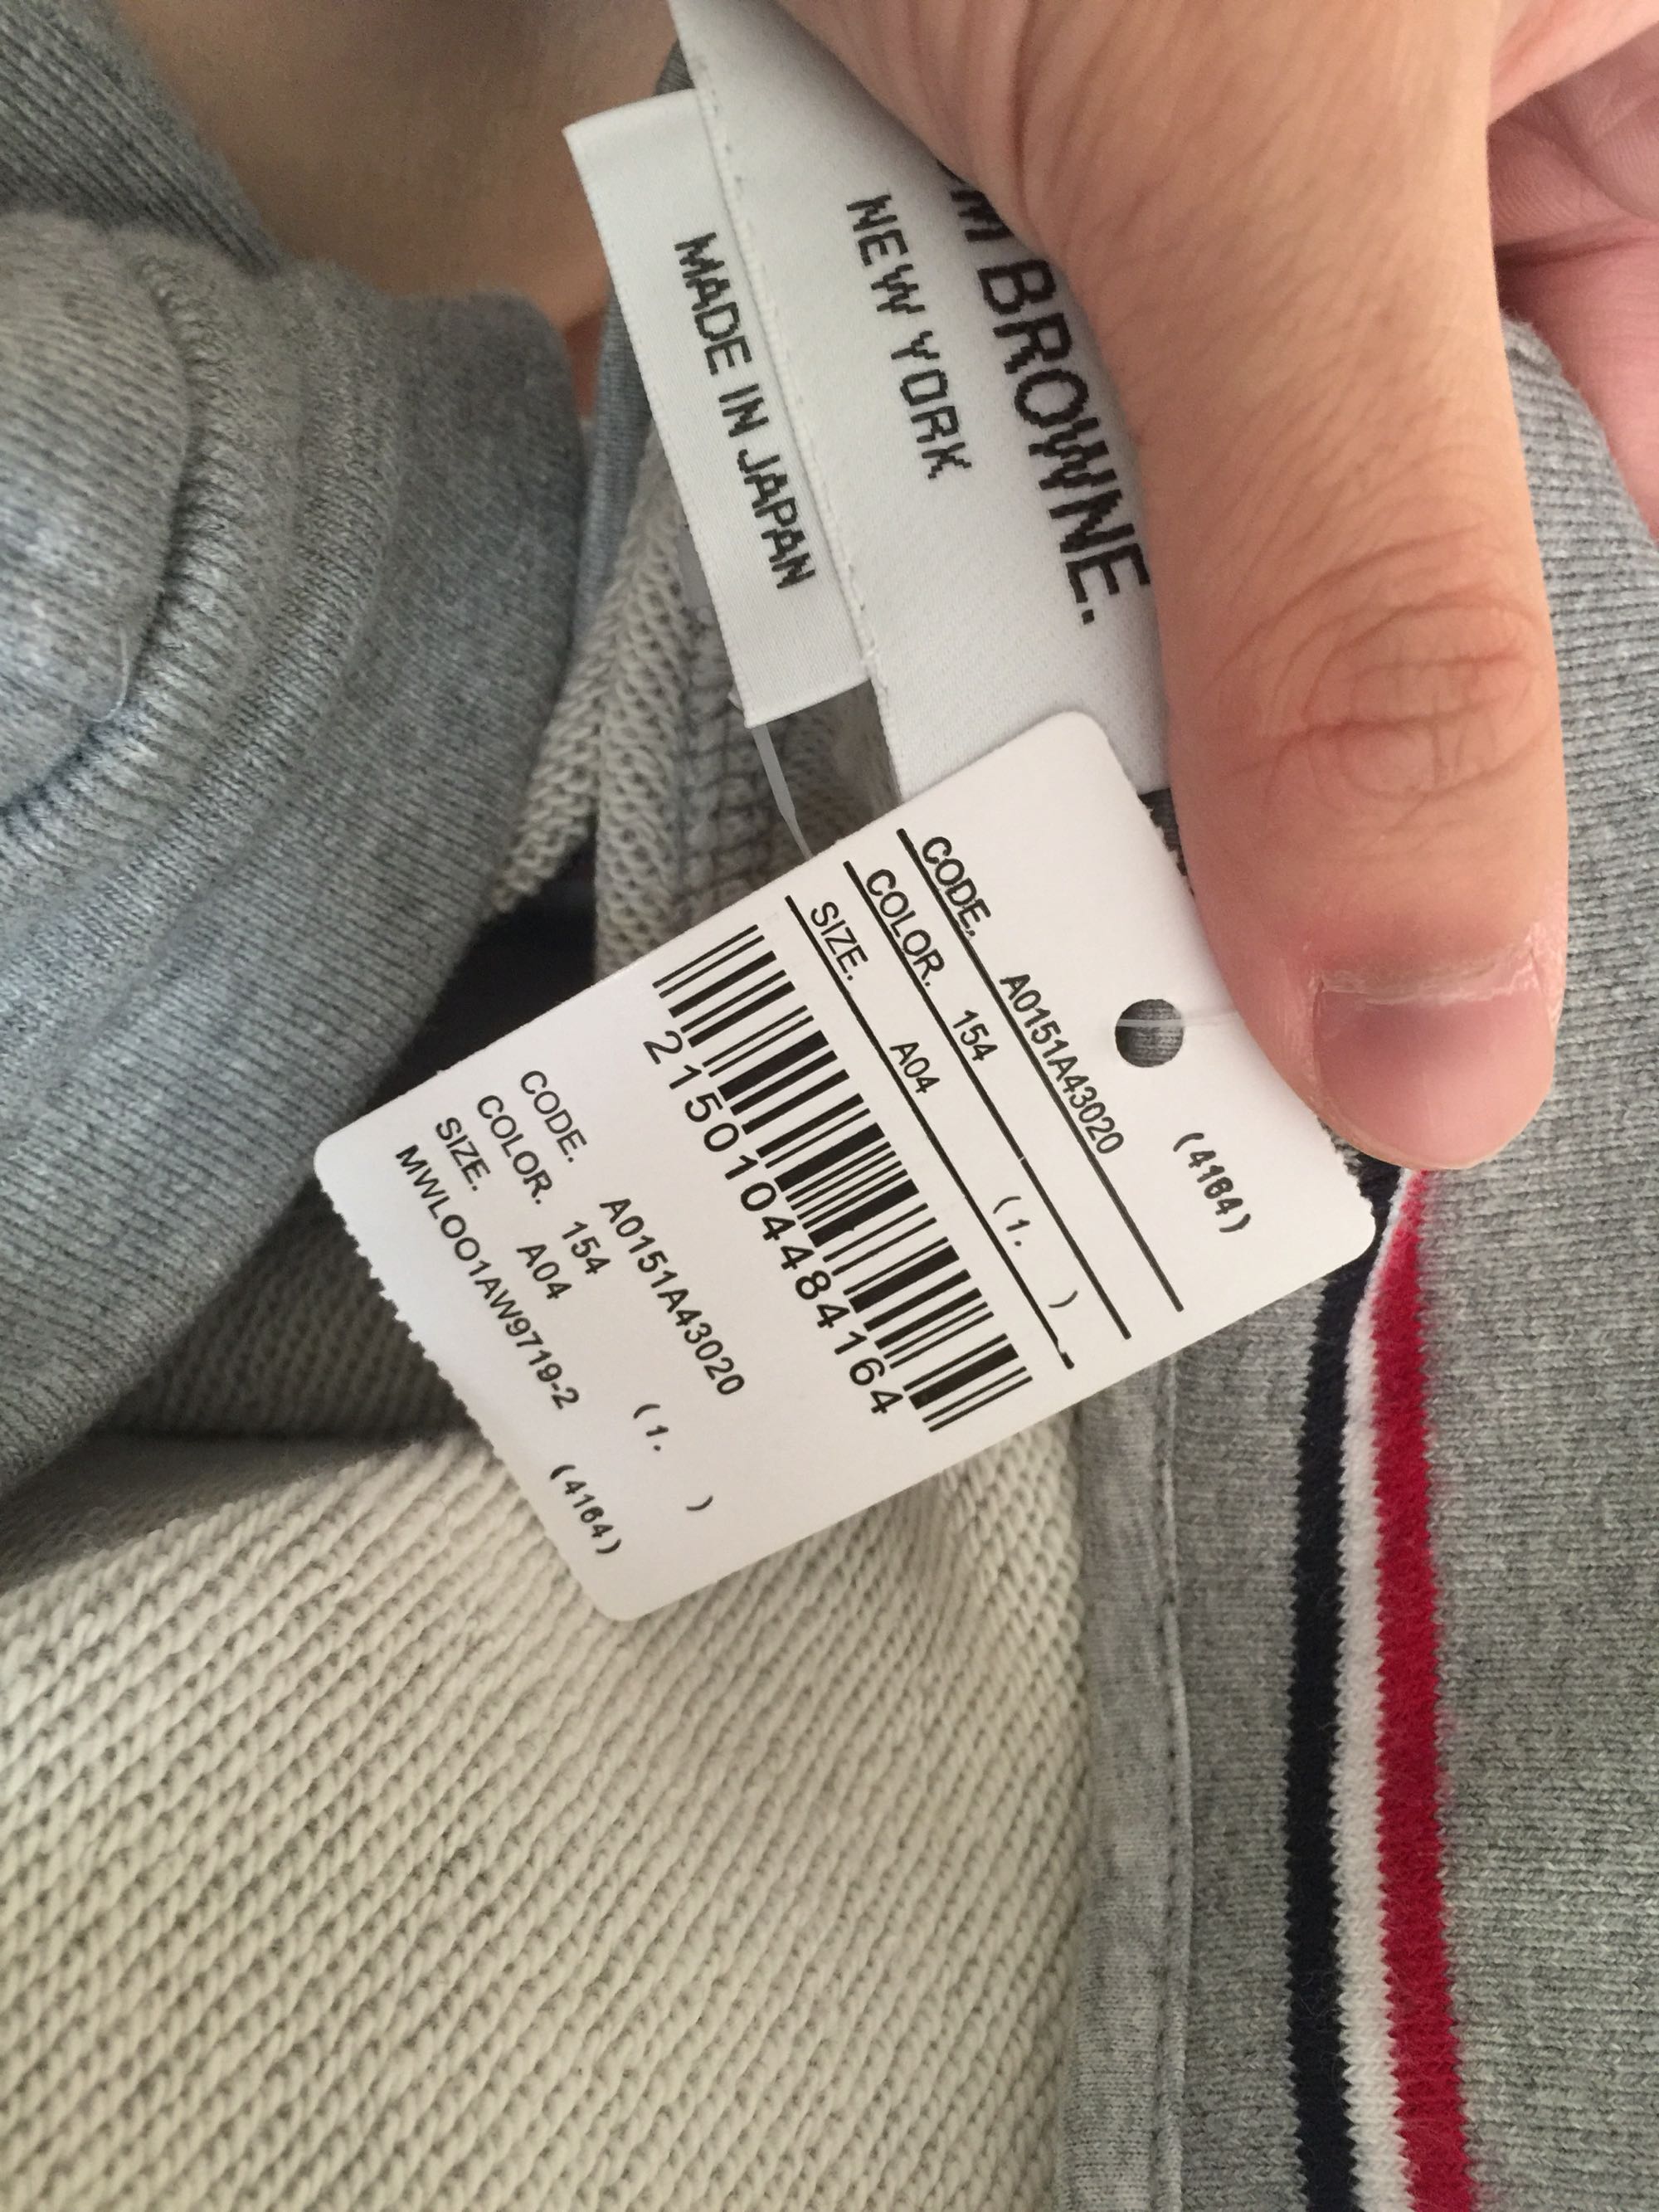 M BROWNE.
NEW YORK
MADE IN JAPAN
(4164)
CODE. A0151A43020
COLOR. 154
SIZE. A04 (1. )
2150104484164
CODE. A0151A43020
COLOR. 154 (1. )
SIZE. A04
MWLOO1AW9719-2 (4164)